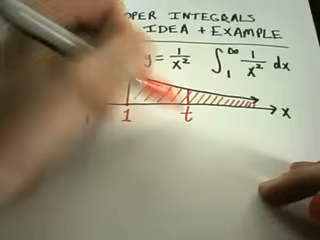 OPER INTEGRALS
IDEA + EXAMPLE
y = 1/x² ∫₁^∞ 1/x² dx
x
1 t